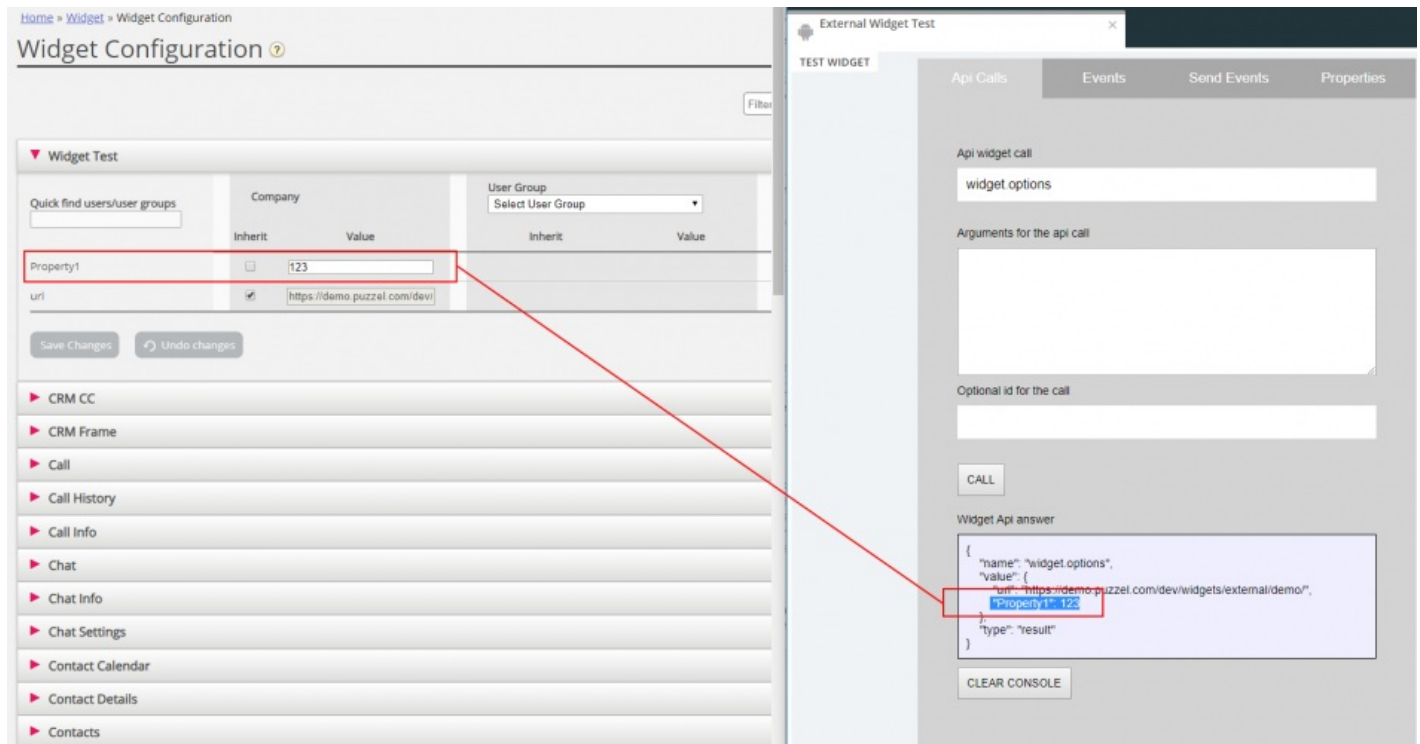 Home » Widget » Widget Configuration
Widget Configuration ?
Filter
Widget Test
Quick find users/user groups
Company
User Group
Select User Group
Inherit Value
Inherit Value
Property1 123
url https://demo.puzzel.com/dev/
Save Changes Undo changes
CRM CC
CRM Frame
Call
Call History
Call Info
Chat
Chat Info
Chat Settings
Contact Calendar
Contact Details
Contacts
External Widget Test ×
TEST WIDGET
Api Calls Events Send Events Properties
Api widget call
widget.options
Arguments for the api call
Optional id for the call
CALL
Widget Api answer
{
"name": "widget.options",
"value": {
"url": "https://demo.puzzel.com/dev/widgets/external/demo/",
"Property1": 123
},
"type": "result"
}
CLEAR CONSOLE